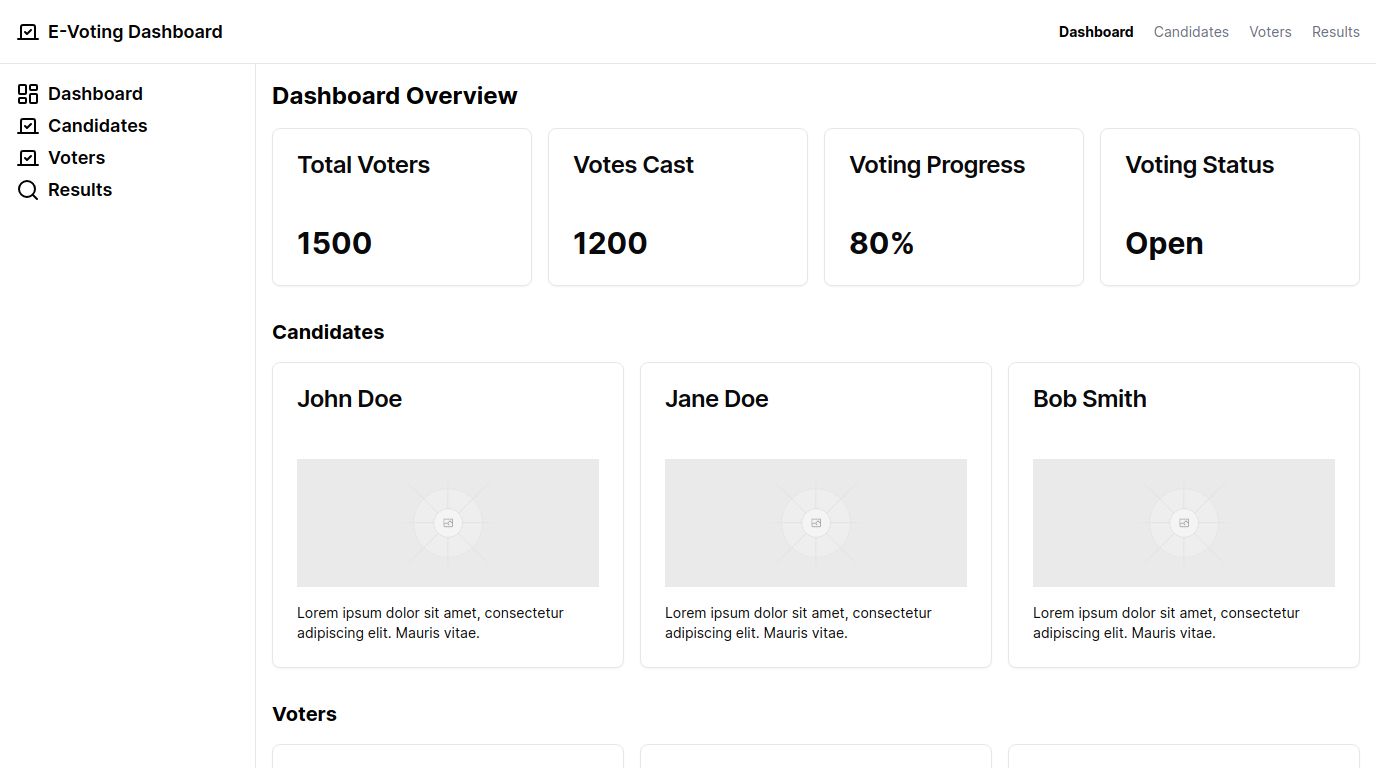 E-Voting Dashboard
Dashboard Candidates Voters Results
Dashboard
Candidates
Voters
Results
Dashboard Overview
Total Voters
1500
Votes Cast
1200
Voting Progress
80%
Voting Status
Open
Candidates
John Doe
Lorem ipsum dolor sit amet, consectetur
adipiscing elit. Mauris vitae.
Jane Doe
Lorem ipsum dolor sit amet, consectetur
adipiscing elit. Mauris vitae.
Bob Smith
Lorem ipsum dolor sit amet, consectetur
adipiscing elit. Mauris vitae.
Voters